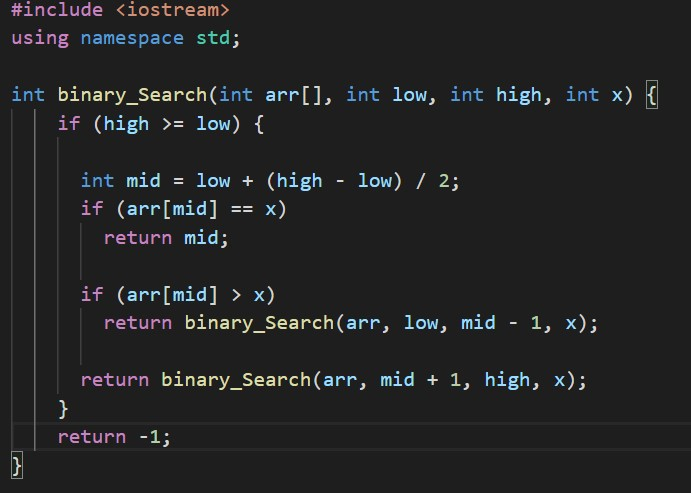 #include <iostream>
using namespace std;
int binary_Search(int arr[], int low, int high, int x) {
if (high >= low) {
int mid = low + (high - low) / 2;
if (arr[mid] == x)
return mid;
if (arr[mid] > x)
return binary_Search(arr, low, mid - 1, x);
return binary_Search(arr, mid + 1, high, x);
}
return -1;
}